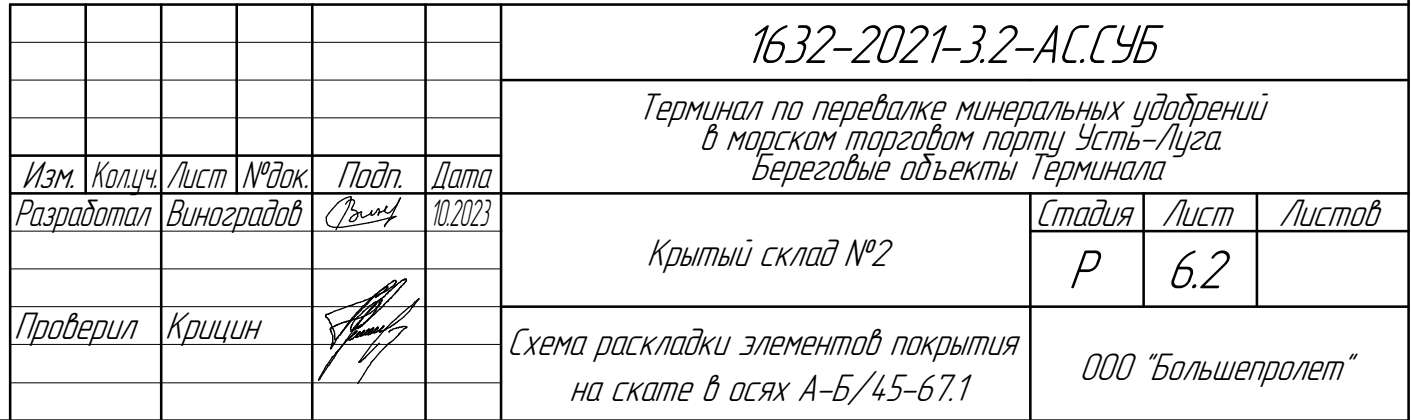 1632-2021-3.2-АС.СУБ
Терминал по перевалке минеральных удобрений
в морском торговом порту Усть-Луга.
Береговые объекты Терминала
Изм. Кол.уч. Лист №док. Подп. Дата
Разработал Виноградов 10.2023
Крытый склад №2
Стадия Лист Листов
Р 6.2
Проверил Крицин
Схема раскладки элементов покрытия
на скате в осях А-Б/45-67.1
ООО "Большепролет"